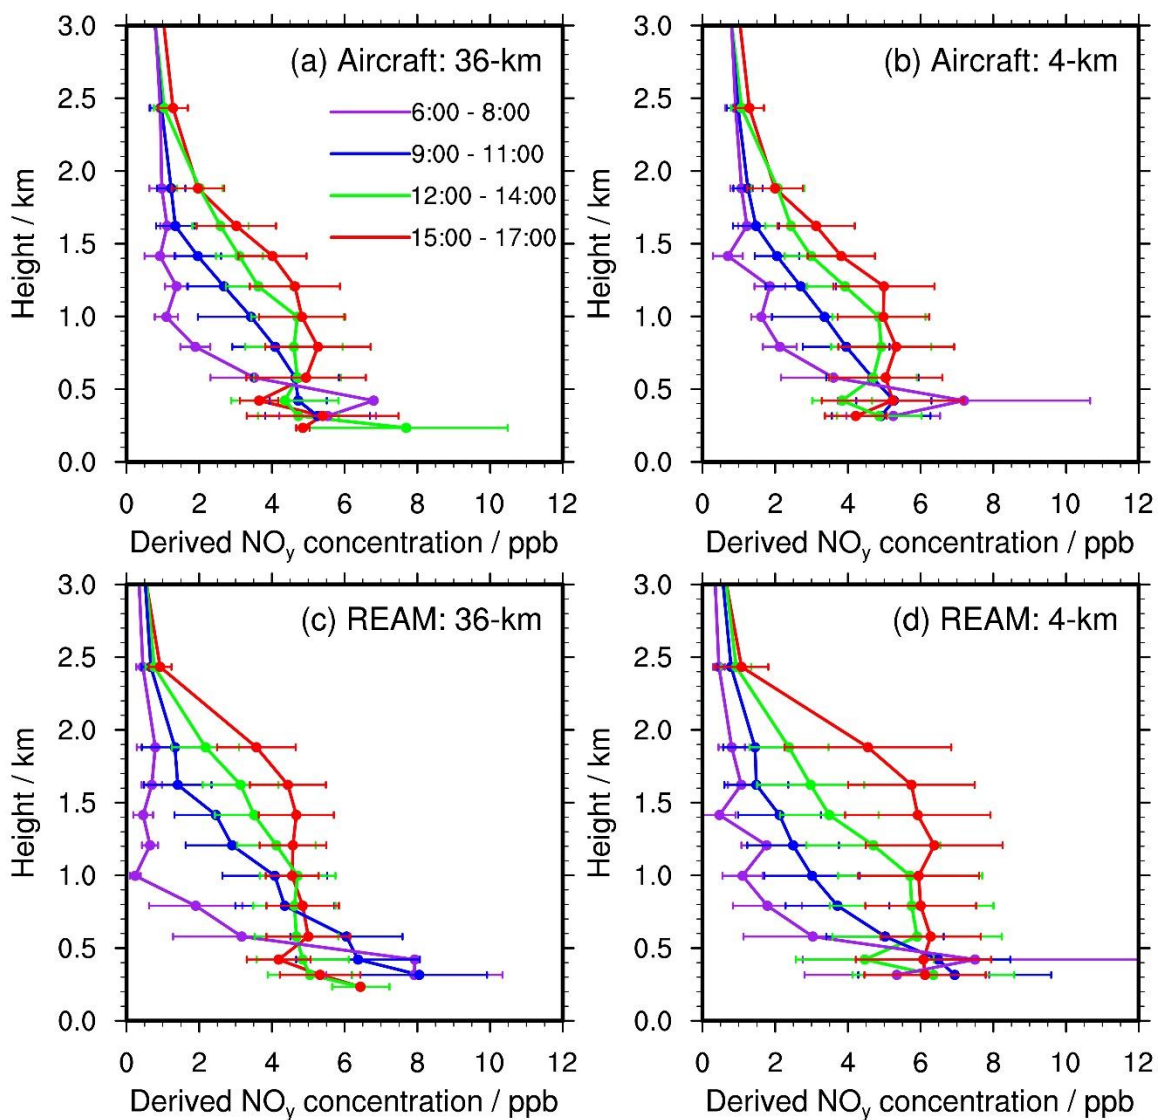 (a) Aircraft: 36-km
6:00 - 8:00
9:00 - 11:00
12:00 - 14:00
15:00 - 17:00
3.0
2.5
2.0
1.5
1.0
0.5
0.0
Height / km
0 2 4 6 8 10 12
Derived NOy concentration / ppb
(b) Aircraft: 4-km
3.0
2.5
2.0
1.5
1.0
0.5
0.0
Height / km
0 2 4 6 8 10 12
Derived NOy concentration / ppb
(c) REAM: 36-km
3.0
2.5
2.0
1.5
1.0
0.5
0.0
Height / km
0 2 4 6 8 10 12
Derived NOy concentration / ppb
(d) REAM: 4-km
3.0
2.5
2.0
1.5
1.0
0.5
0.0
Height / km
0 2 4 6 8 10 12
Derived NOy concentration / ppb